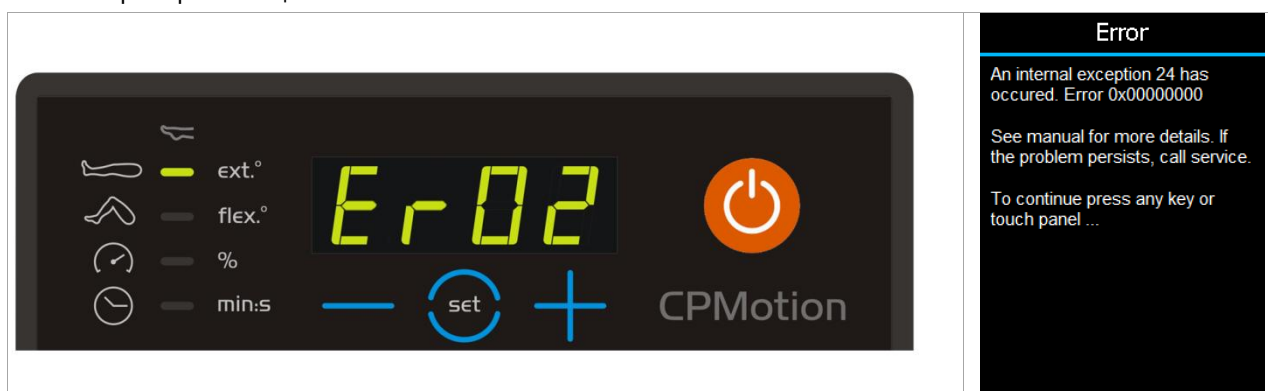 ext.°
flex.°
%
min:s
Er02
set
CPMotion
Error
An internal exception 24 has
occured. Error 0x00000000
See manual for more details. If
the problem persists, call service.
To continue press any key or
touch panel ...